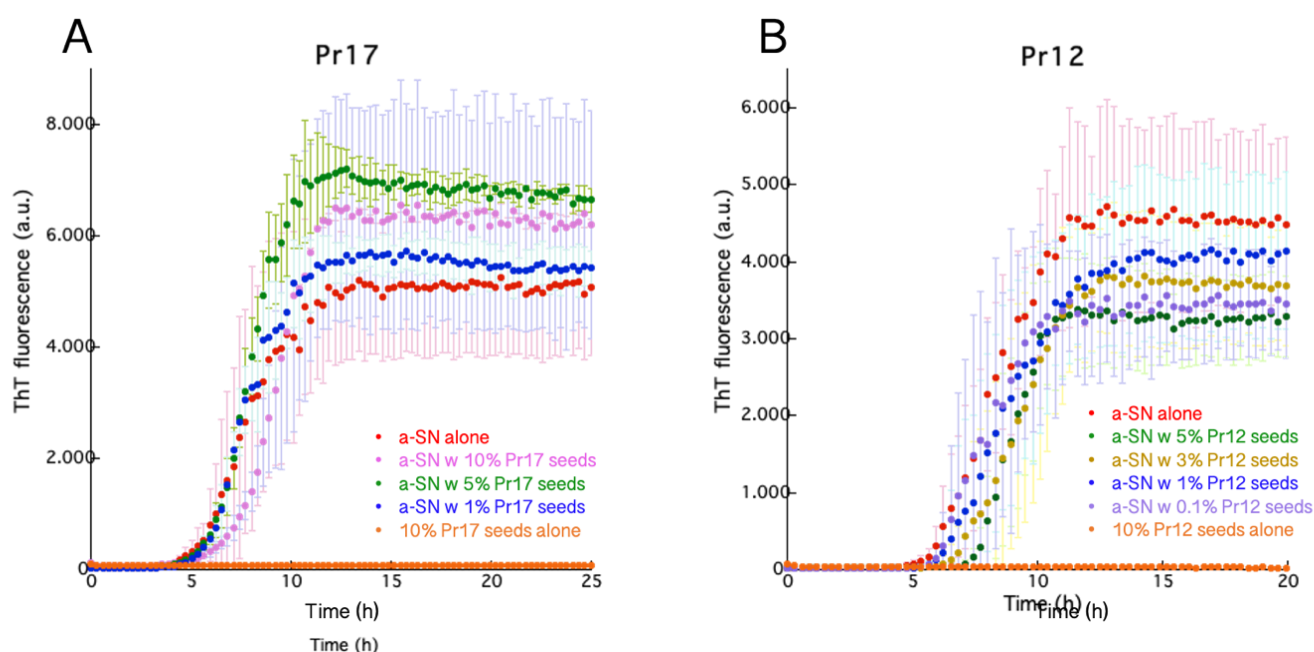 A
Pr17
ThT fluorescence (a.u.)
8.000
6.000
4.000
2.000
0
0 5 10 15 20 25
a-SN alone
a-SN w 10% Pr17 seeds
a-SN w 5% Pr17 seeds
a-SN w 1% Pr17 seeds
10% Pr17 seeds alone
Time (h)
Time (h)
B
Pr12
ThT fluorescence (a.u.)
6.000
5.000
4.000
3.000
2.000
1.000
0
0 5 10 15 20
a-SN alone
a-SN w 5% Pr12 seeds
a-SN w 3% Pr12 seeds
a-SN w 1% Pr12 seeds
a-SN w 0.1% Pr12 seeds
10% Pr12 seeds alone
Time (h)
Time (h)